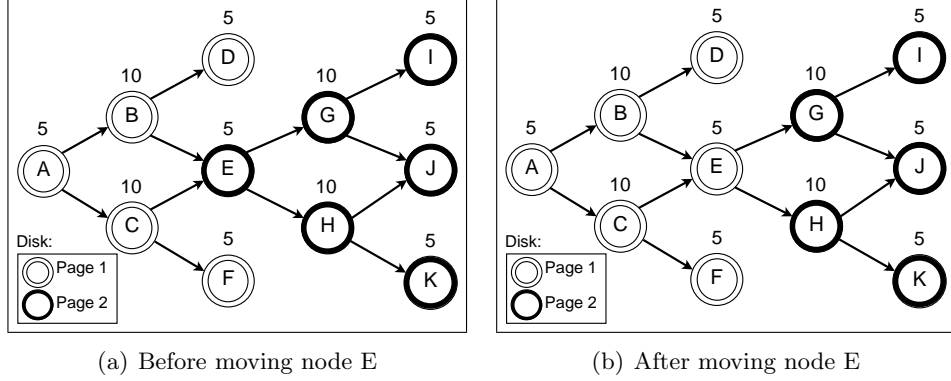 5 5
D I
10 10
B G
5 5 5
A E J
10 10
C H
5 5
F K
Disk:
Page 1
Page 2
5 5
D I
10 10
B G
5 5 5
A E J
10 10
C H
5 5
F K
Disk:
Page 1
Page 2
(a) Before moving node E
(b) After moving node E